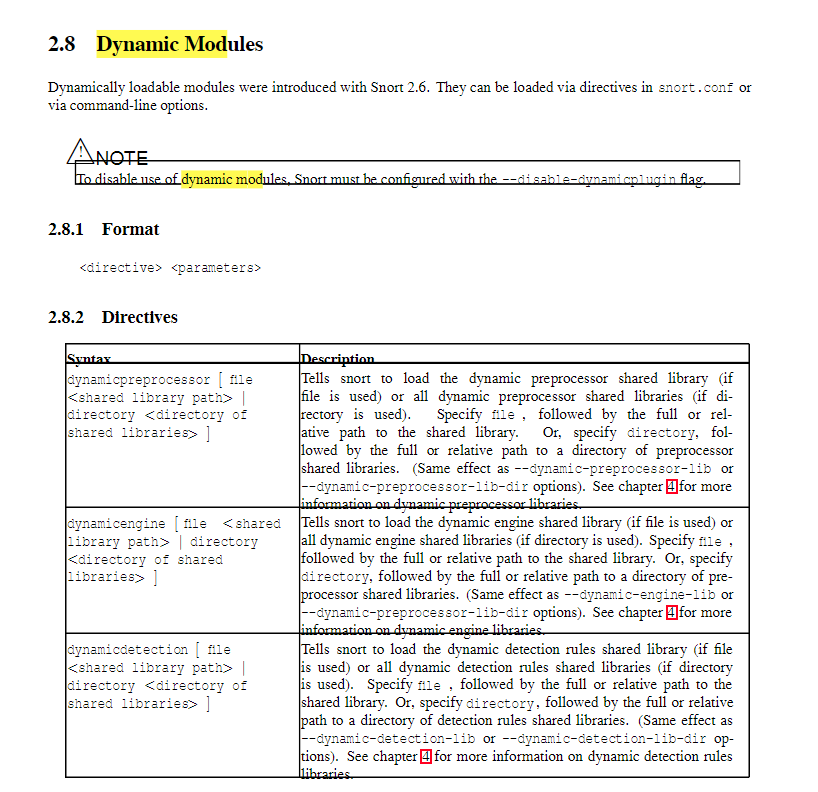 2.8 Dynamic Modules
Dynamically loadable modules were introduced with Snort 2.6. They can be loaded via directives in snort.conf or
via command-line options.
NOTE
To disable use of dynamic modules, Snort must be configured with the --disable-dynamicplugin flag.
2.8.1 Format
<directive> <parameters>
2.8.2 Directives
Syntax Description
dynamicpreprocessor [ file
<shared library path> |
directory <directory of
shared libraries> ]
Tells snort to load the dynamic preprocessor shared library (if
file is used) or all dynamic preprocessor shared libraries (if di-
rectory is used). Specify file , followed by the full or rel-
ative path to the shared library. Or, specify directory, fol-
lowed by the full or relative path to a directory of preprocessor
shared libraries. (Same effect as --dynamic-preprocessor-lib or
--dynamic-preprocessor-lib-dir options). See chapter 4 for more
information on dynamic preprocessor libraries.
dynamicengine [ file <shared
library path> | directory
<directory of shared
libraries> ]
Tells snort to load the dynamic engine shared library (if file is used) or
all dynamic engine shared libraries (if directory is used). Specify file ,
followed by the full or relative path to the shared library. Or, specify
directory, followed by the full or relative path to a directory of pre-
processor shared libraries. (Same effect as --dynamic-engine-lib or
--dynamic-preprocessor-lib-dir options). See chapter 4 for more
information on dynamic engine libraries.
dynamicdetection [ file
<shared library path> |
directory <directory of
shared libraries> ]
Tells snort to load the dynamic detection rules shared library (if file
is used) or all dynamic detection rules shared libraries (if directory
is used). Specify file , followed by the full or relative path to the
shared library. Or, specify directory, followed by the full or relative
path to a directory of detection rules shared libraries. (Same effect as
--dynamic-detection-lib or --dynamic-detection-lib-dir op-
tions). See chapter 4 for more information on dynamic detection rules
libraries.